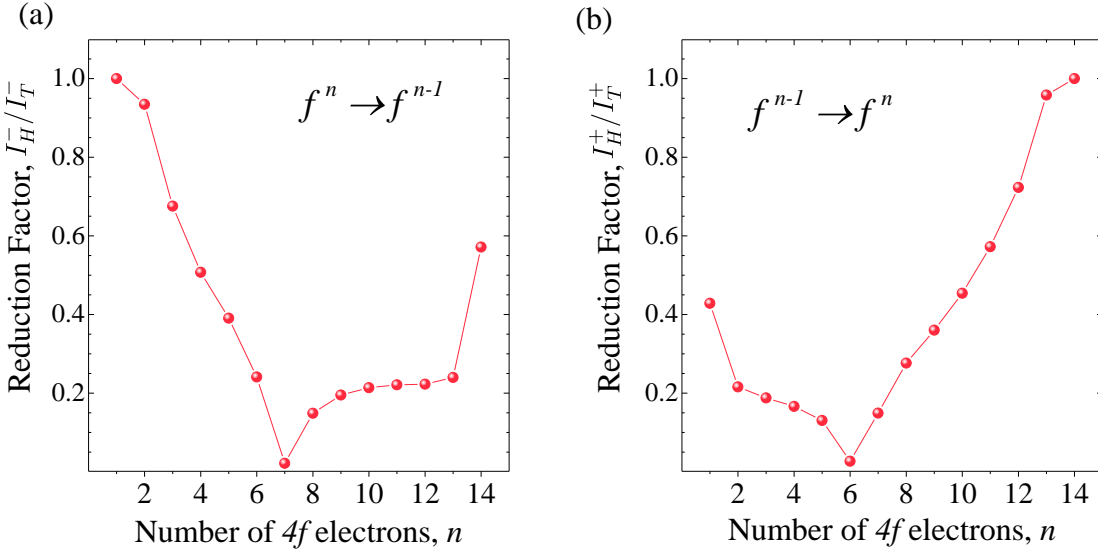 (a)
f^n → f^{n-1}
Reduction Factor, I_H^-/I_T^-
1.0
0.8
0.6
0.4
0.2
2 4 6 8 10 12 14
Number of 4f electrons, n
(b)
f^{n-1} → f^n
Reduction Factor, I_H^+/I_T^+
1.0
0.8
0.6
0.4
0.2
2 4 6 8 10 12 14
Number of 4f electrons, n